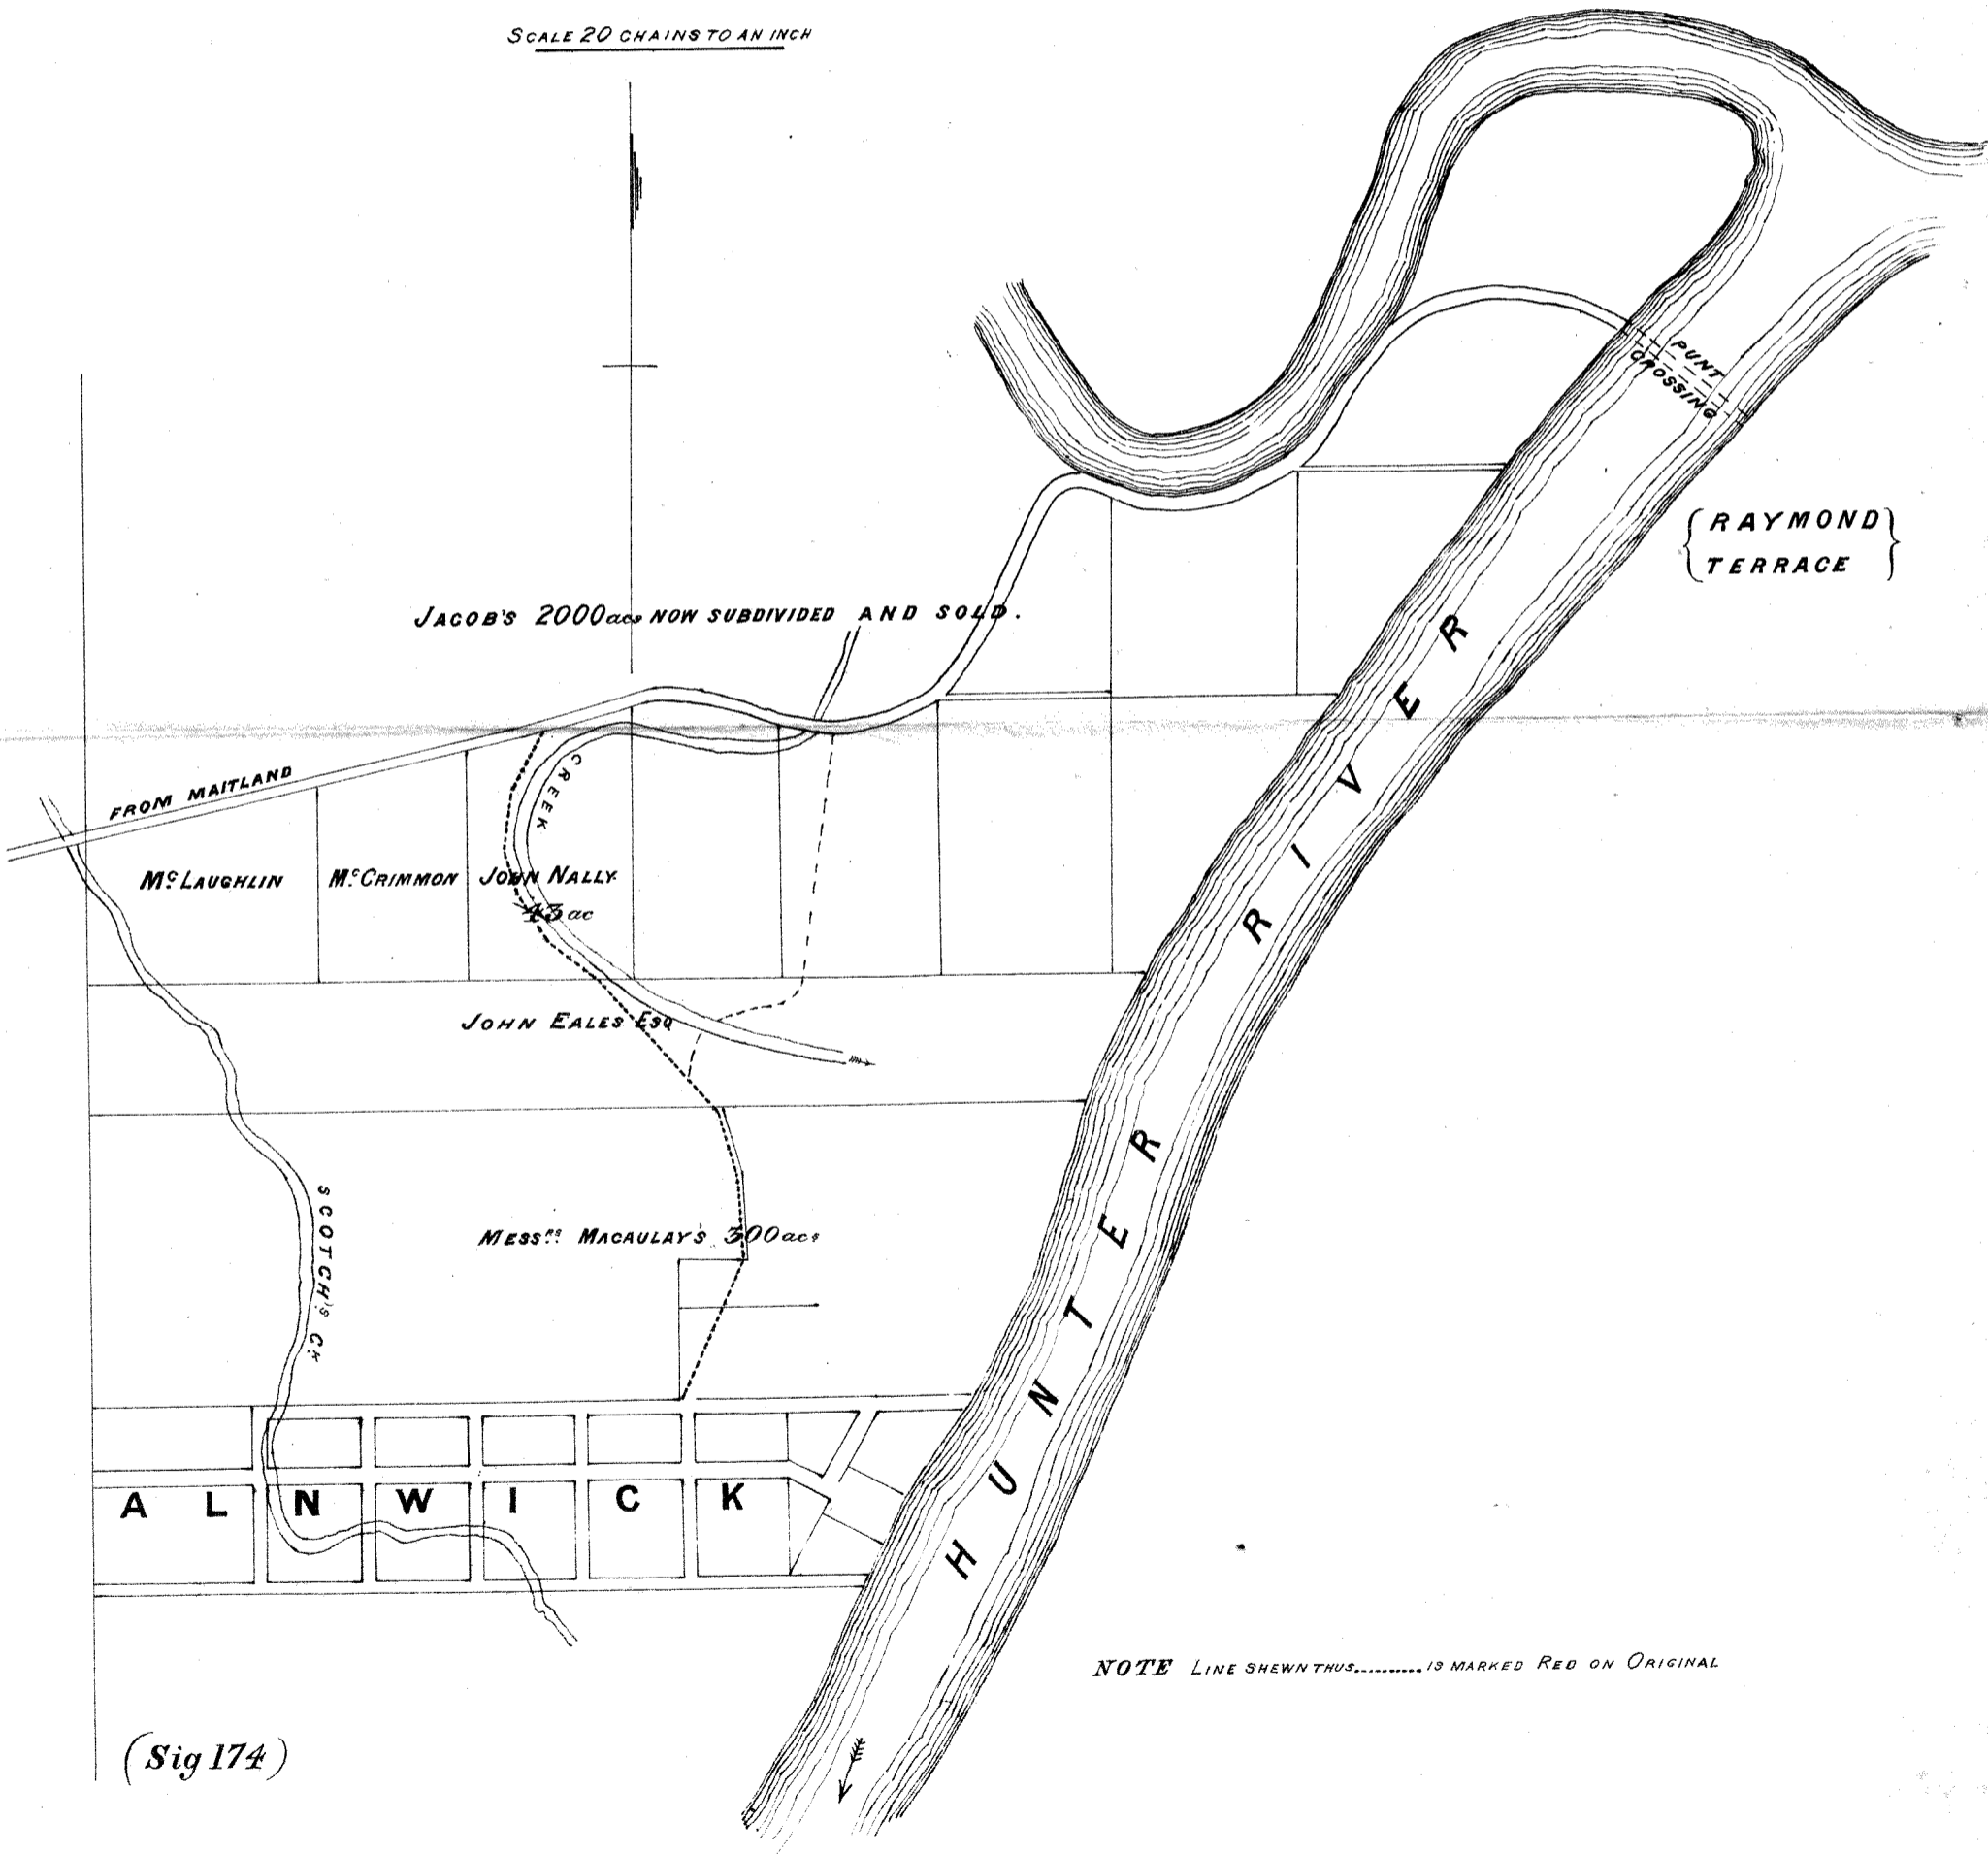 SCALE 20 CHAINS TO AN INCH
PUNT
CROSSING
RAYMOND
TERRACE
JACOB'S 2000acs NOW SUBDIVIDED AND SOLD.
FROM MAITLAND
CREEEK
McLAUGHLIN
McCRIMMON
JOHN NALLY
43 ac
JOHN EALES ESQ
HUNTER RIVER
MESSRS MACAULAY'S 300acs
SCOTCH'S CK
ALNWICK
NOTE LINE SHEWN THUS.......... IS MARKED RED ON ORIGINAL
(Sig 174)